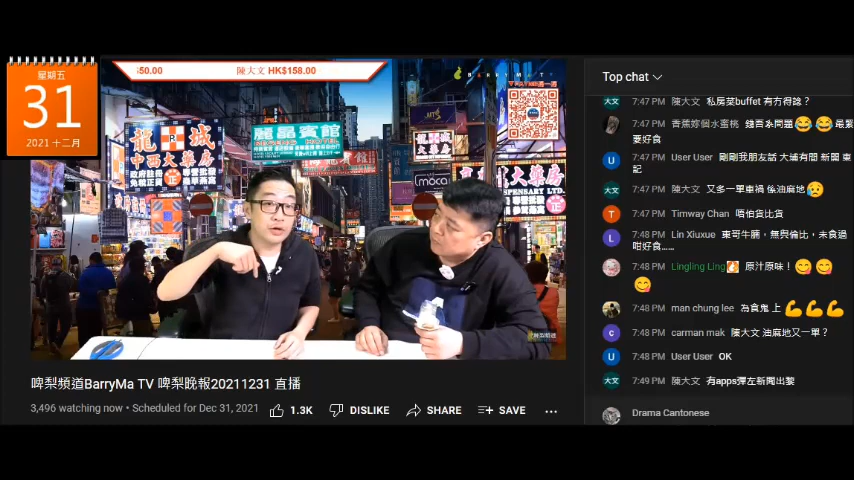 星期五
31
2021 十二月
50.00 陳大文 HK$158.00
BARRYMA TV
龍城
中西大藥房
麗晶賓館
龍城
大藥房
啤梨頻道BarryMa TV 啤梨晚報20211231 直播
3,496 watching now • Scheduled for Dec 31, 2021
1.3K DISLIKE SHARE SAVE
Top chat
7:47 PM 陳大文 私房菜buffet 有冇得諗？
7:47 PM 香蕉嫁個水蜜桃 錢吾系問題😂😂最緊
要好食
7:47 PM User User 剛剛我朋友話 大埔有間 新開 東
記
7:47 PM 陳大文 又多一單車禍 係油麻地😥
7:47 PM Timway Chan 唔怕貨比貨
7:48 PM Lin Xiuxue 東哥牛腩，無與倫比，未食過
咁好食......
7:48 PM Lingling Ling 原汁原味！😋😋
😋
7:48 PM man chung lee 為食鬼 上💪💪💪
7:48 PM carman mak 陳大文 油麻地又一單？
7:48 PM User User OK
7:49 PM 陳大文 有apps彈左新聞出黎
Drama Cantonese